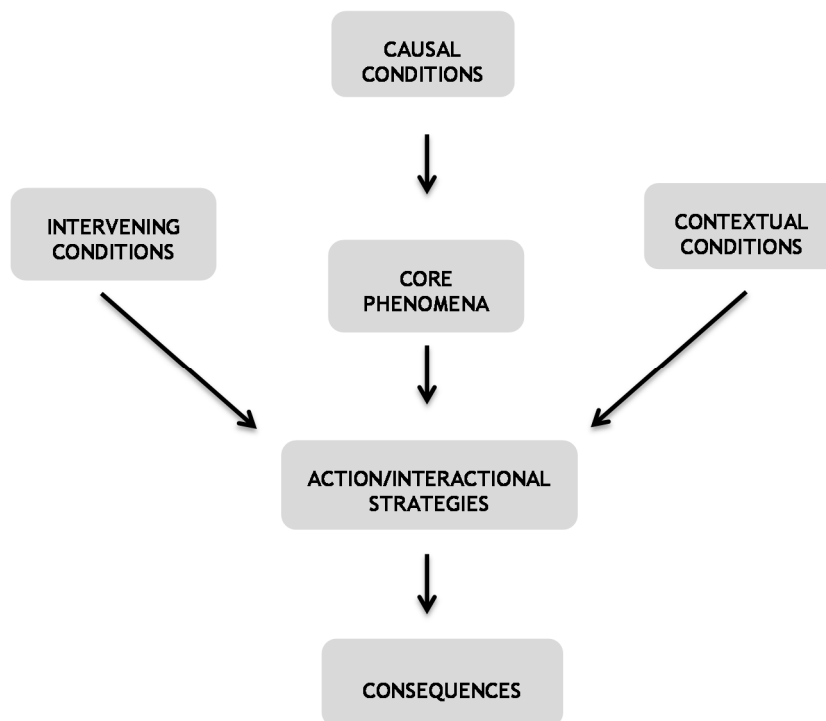 CAUSAL
CONDITIONS
INTERVENING
CONDITIONS
CONTEXTUAL
CONDITIONS
CORE
PHENOMENA
ACTION/INTERACTIONAL
STRATEGIES
CONSEQUENCES